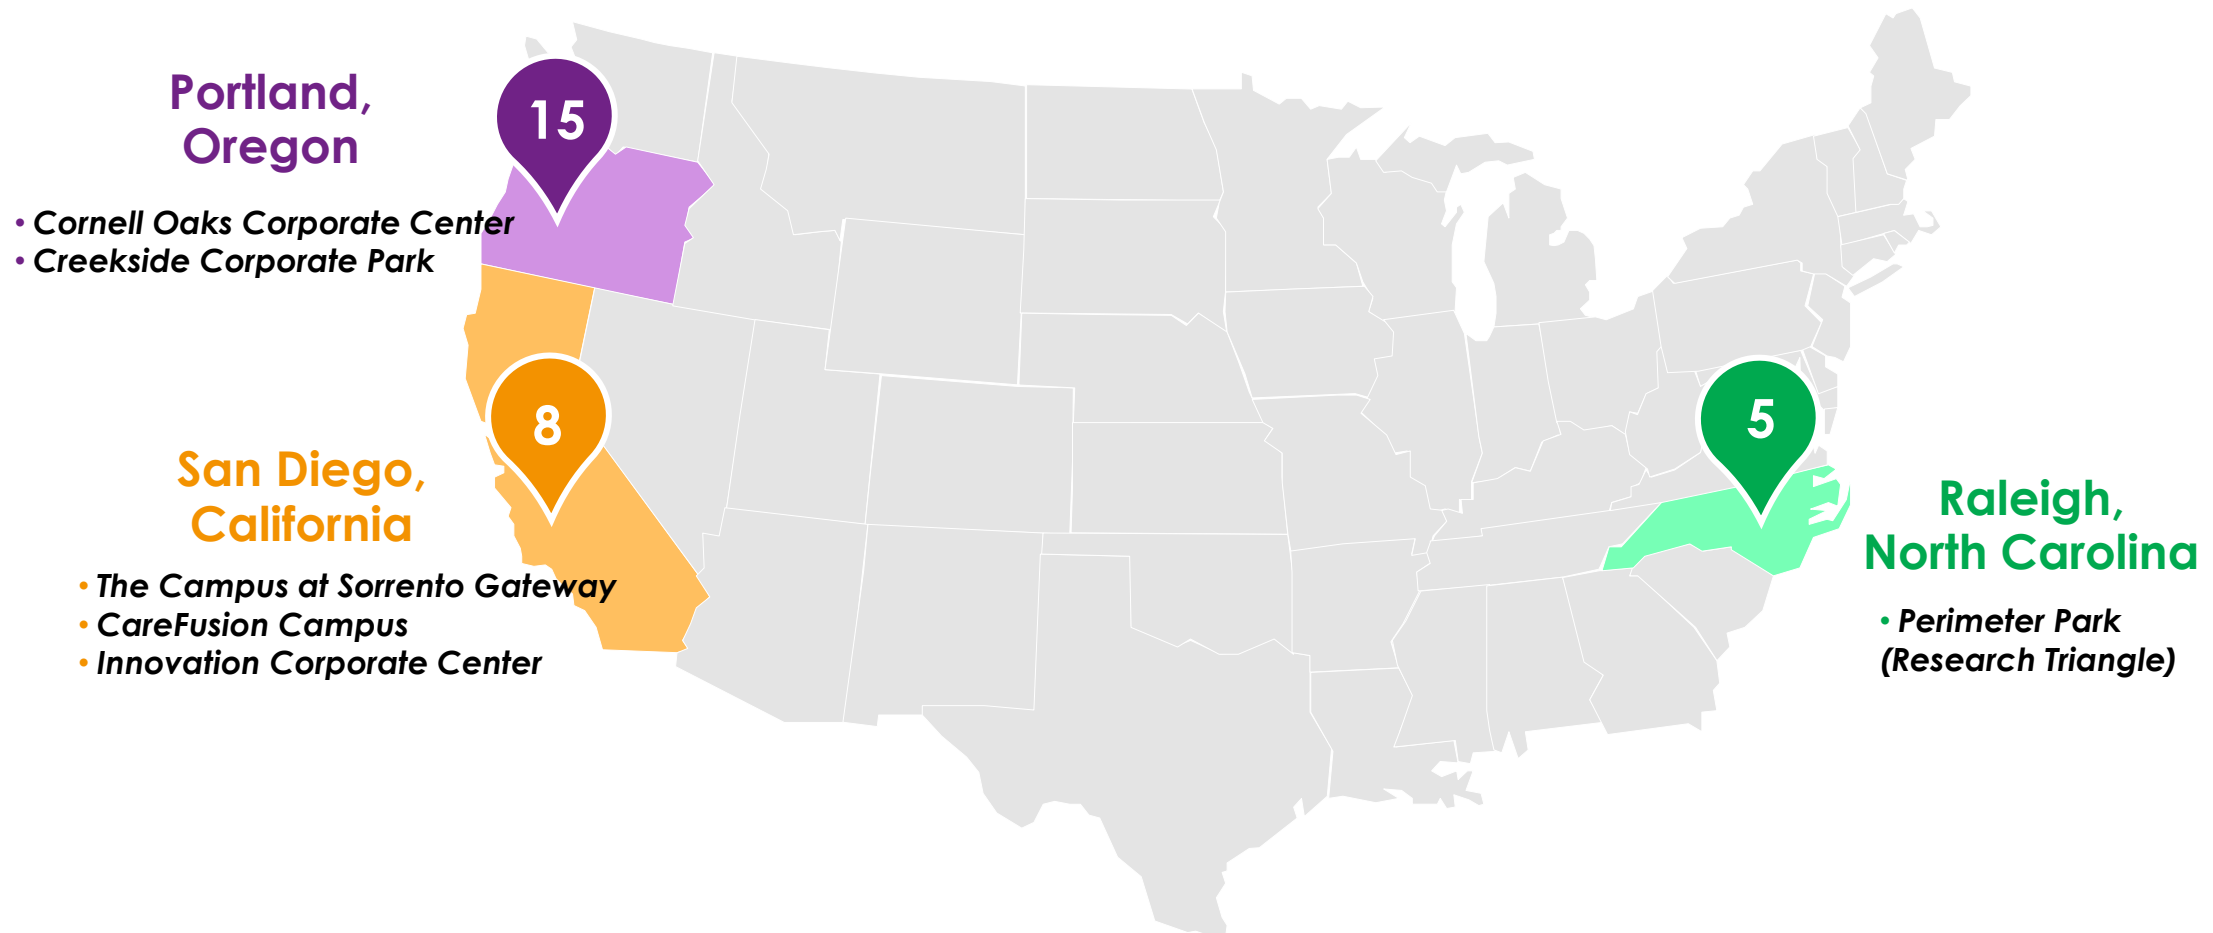 Portland,
Oregon
15
• Cornell Oaks Corporate Center
• Creekside Corporate Park
8
San Diego,
California
• The Campus at Sorrento Gateway
• CareFusion Campus
• Innovation Corporate Center
5
Raleigh,
North Carolina
• Perimeter Park
(Research Triangle)